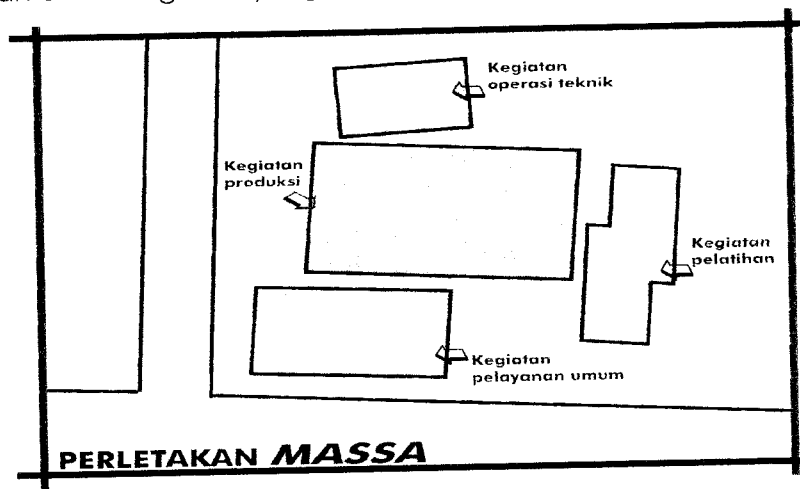 Kegiatan
operasi teknik
Kegiatan
produksi
Kegiatan
pelatihan
Kegiatan
pelayanan umum
PERLETAKAN MASSA